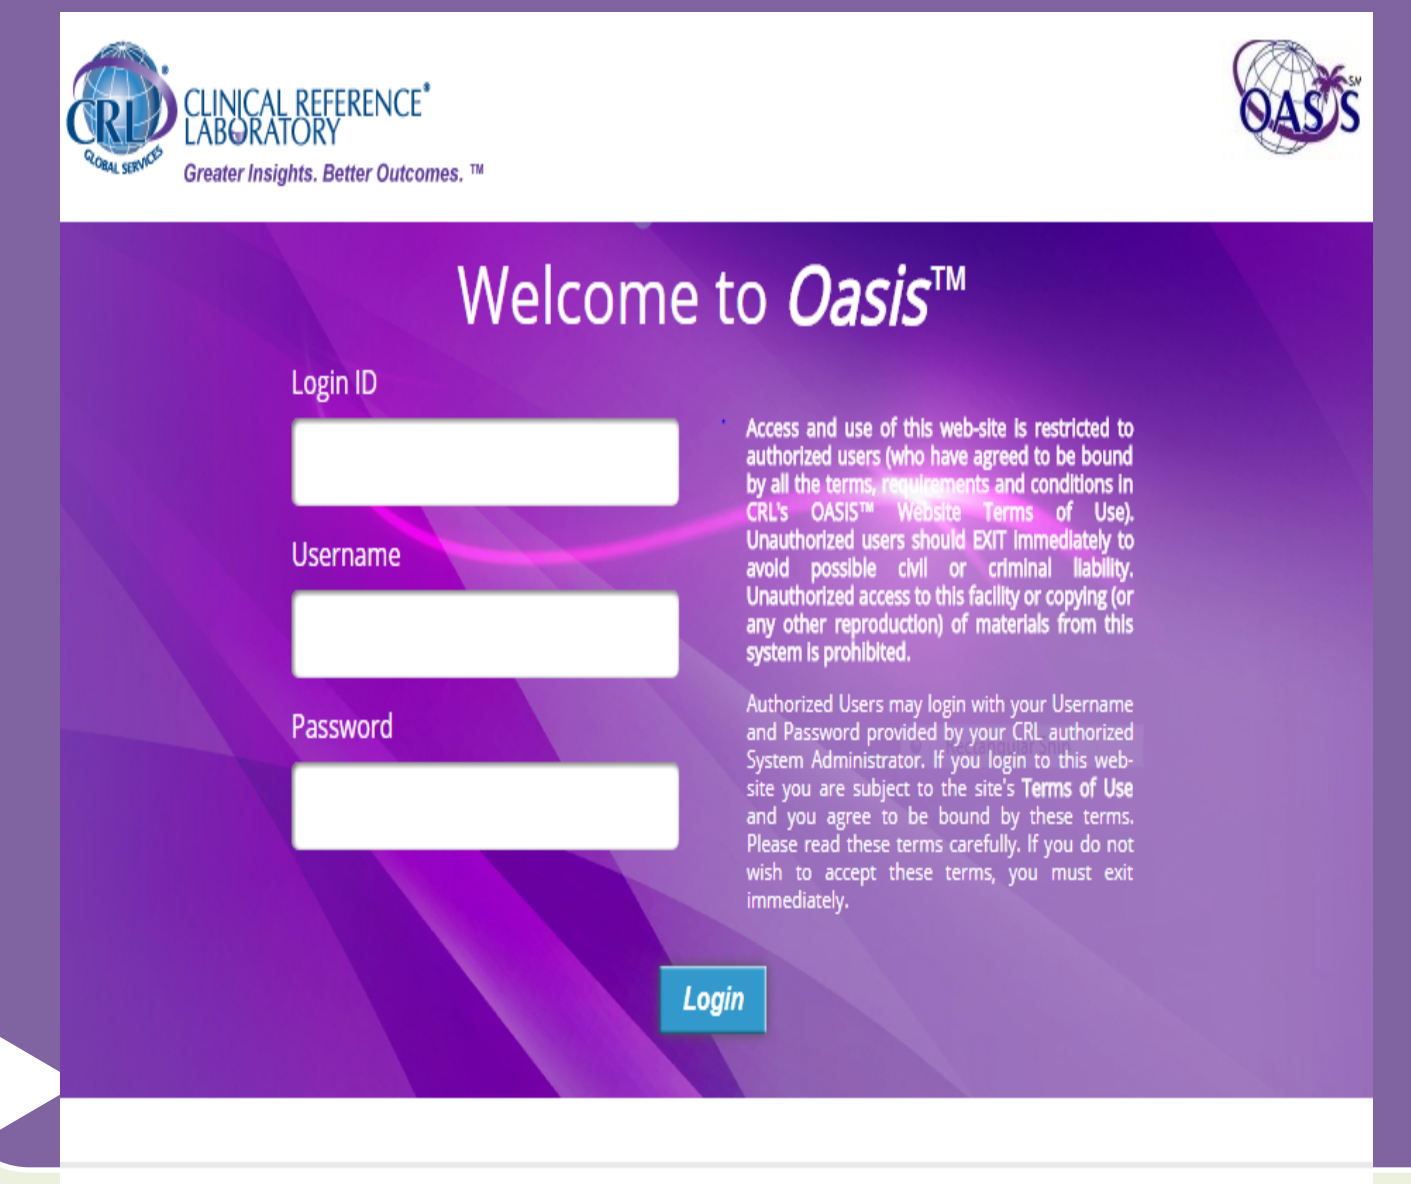 CRL
GLOBAL SERVICES
CLINICAL REFERENCE®
LABORATORY
Greater Insights. Better Outcomes. ™
OASIS℠
Welcome to Oasis™
Login ID
Username
Password
Access and use of this web-site is restricted to
authorized users (who have agreed to be bound
by all the terms, requirements and conditions in
CRL's OASIS™ Website Terms of Use).
Unauthorized users should EXIT immediately to
avoid possible civil or criminal liability.
Unauthorized access to this facility or copying (or
any other reproduction) of materials from this
system is prohibited.
Authorized Users may login with your Username
and Password provided by your CRL authorized
System Administrator. If you login to this web-
site you are subject to the site's Terms of Use
and you agree to be bound by these terms.
Please read these terms carefully. If you do not
wish to accept these terms, you must exit
immediately.
Rectangular Snip
Login